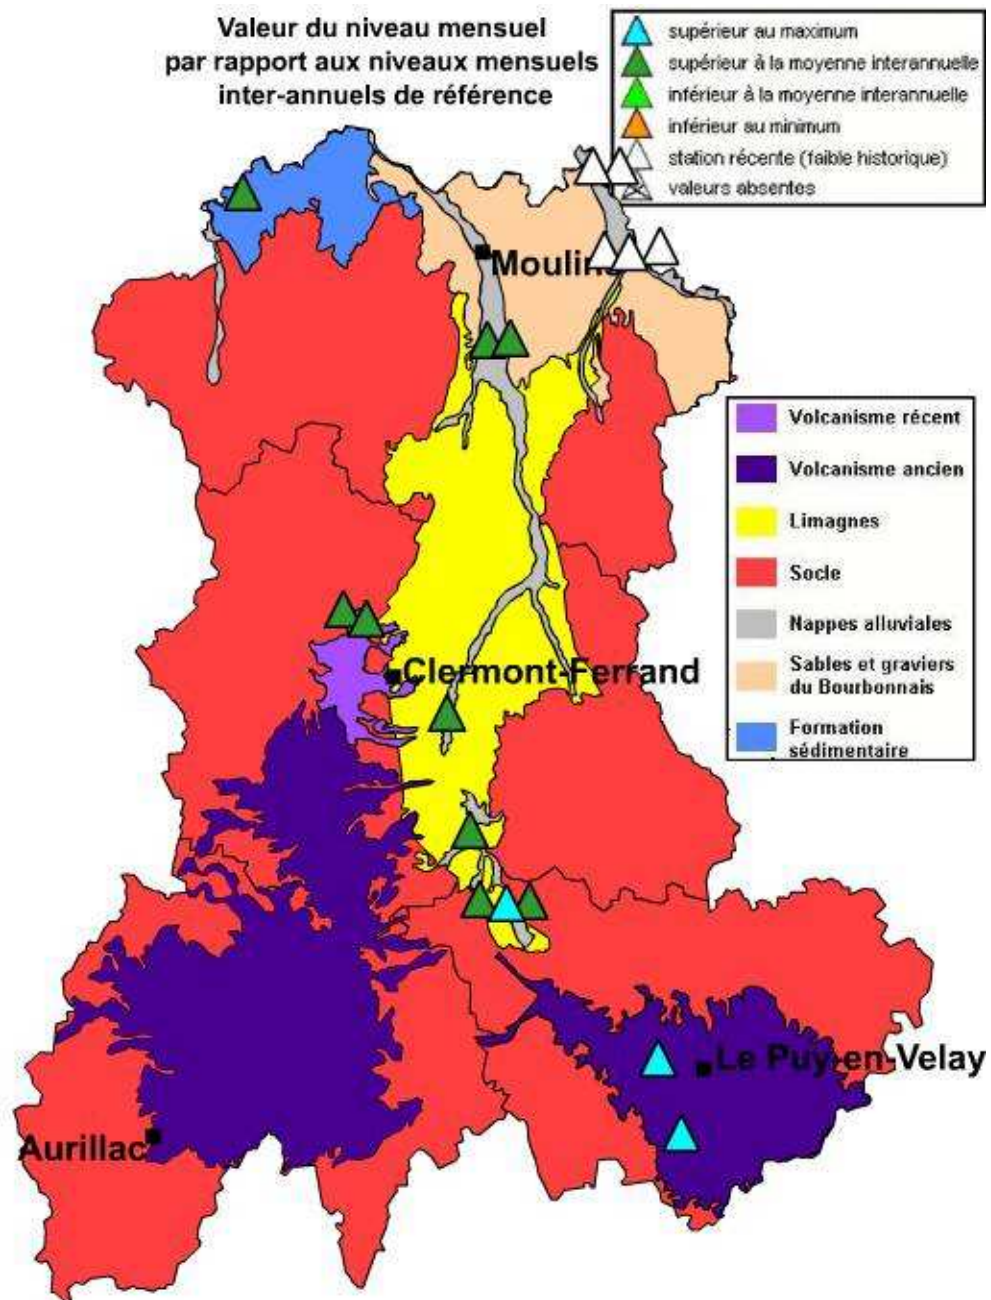 Valeur du niveau mensuel
par rapport aux niveaux mensuels
inter-annuels de référence
supérieur au maximum
supérieur à la moyenne interannuelle
inférieur à la moyenne interannuelle
inférieur au minimum
station récente (faible historique)
valeurs absentes
Moulins
Volcanisme récent
Volcanisme ancien
Limagnes
Socle
Nappes alluviales
Sables et graviers
du Bourbonnais
Formation
sédimentaire
Clermont-Ferrand
Le Puy-en-Velay
Aurillac